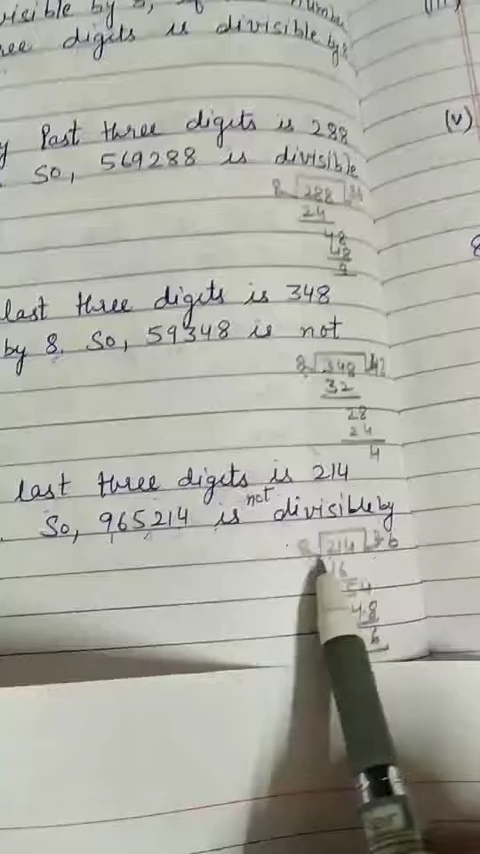 divisible by
ree digits is divisible by 8
(v)
y Past three digits is 288
So, 569288 is divisible
8 288 36
24
48
48
0
last three digits is 348
by 8. So, 59348 is not
8 348 43
32
28
24
4
last three digits is 214
So, 965214 is not divisible by
8 214 26
16
54
48
6